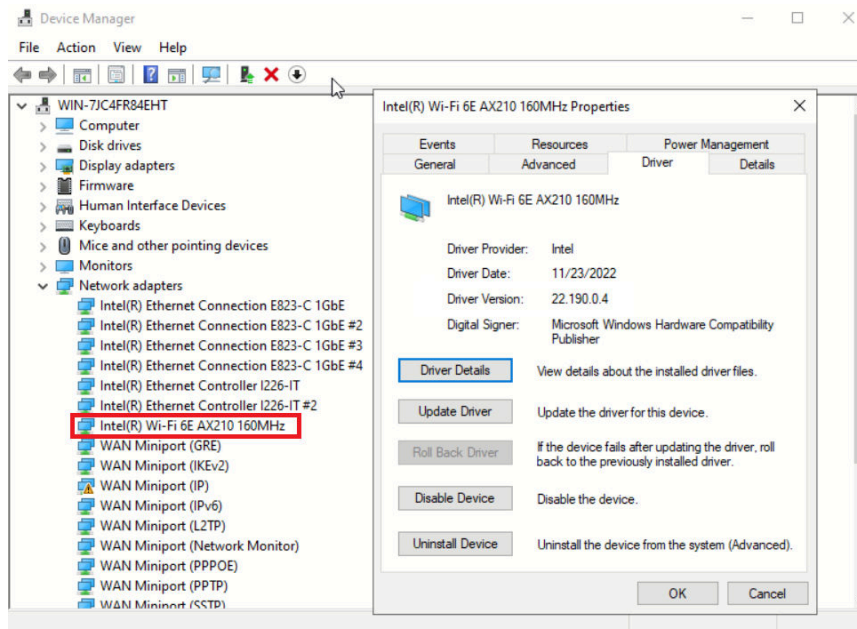 Device Manager
File Action View Help
WIN-7JC4FR84EHT
Computer
Disk drives
Display adapters
Firmware
Human Interface Devices
Keyboards
Mice and other pointing devices
Monitors
Network adapters
Intel(R) Ethernet Connection E823-C 1GbE
Intel(R) Ethernet Connection E823-C 1GbE #2
Intel(R) Ethernet Connection E823-C 1GbE #3
Intel(R) Ethernet Connection E823-C 1GbE #4
Intel(R) Ethernet Controller I226-IT
Intel(R) Ethernet Controller I226-IT #2
Intel(R) Wi-Fi 6E AX210 160MHz
WAN Miniport (GRE)
WAN Miniport (IKEv2)
WAN Miniport (IP)
WAN Miniport (IPv6)
WAN Miniport (L2TP)
WAN Miniport (Network Monitor)
WAN Miniport (PPPOE)
WAN Miniport (PPTP)
WAN Miniport (SSTP)
Intel(R) Wi-Fi 6E AX210 160MHz Properties
Events Resources Power Management
General Advanced Driver Details
Intel(R) Wi-Fi 6E AX210 160MHz
Driver Provider: Intel
Driver Date: 11/23/2022
Driver Version: 22.190.0.4
Digital Signer: Microsoft Windows Hardware Compatibility
Publisher
Driver Details View details about the installed driver files.
Update Driver Update the driver for this device.
Roll Back Driver If the device fails after updating the driver, roll
back to the previously installed driver.
Disable Device Disable the device.
Uninstall Device Uninstall the device from the system (Advanced).
OK Cancel